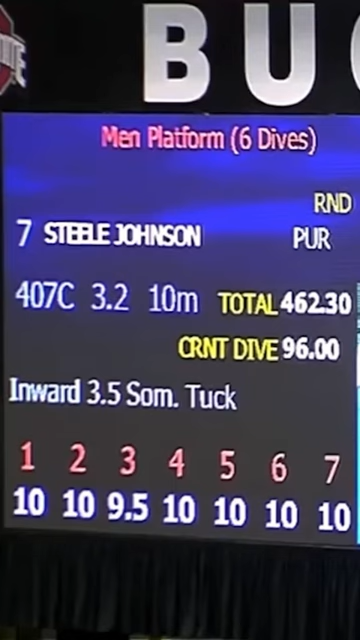 BU
Men Platform (6 Dives)
RND
7 STEELE JOHNSON PUR
407C 3.2 10m TOTAL 462.30
CRNT DIVE 96.00
Inward 3.5 Som. Tuck
1 2 3 4 5 6 7
10 10 9.5 10 10 10 10